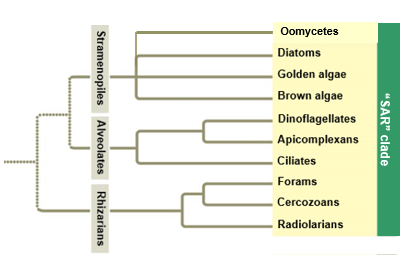 Stramenopiles
Alveolates
Rhizarians
Oomycetes
Diatoms
Golden algae
Brown algae
Dinoflagellates
Apicomplexans
Ciliates
Forams
Cercozoans
Radiolarians
“SAR” clade